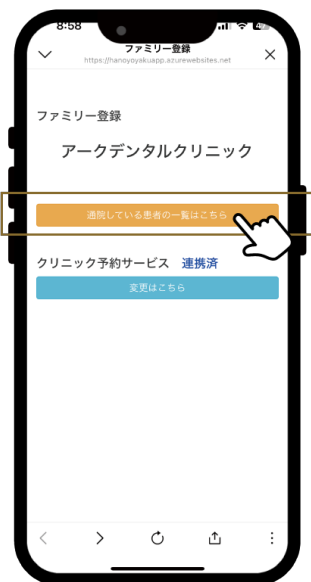 8:58
ファミリー登録
https://hanoyoyakuapp.azurewebsites.net
ファミリー登録
アークデンタルクリニック
通院している患者の一覧はこちら
クリニック予約サービス 連携済
変更はこちら